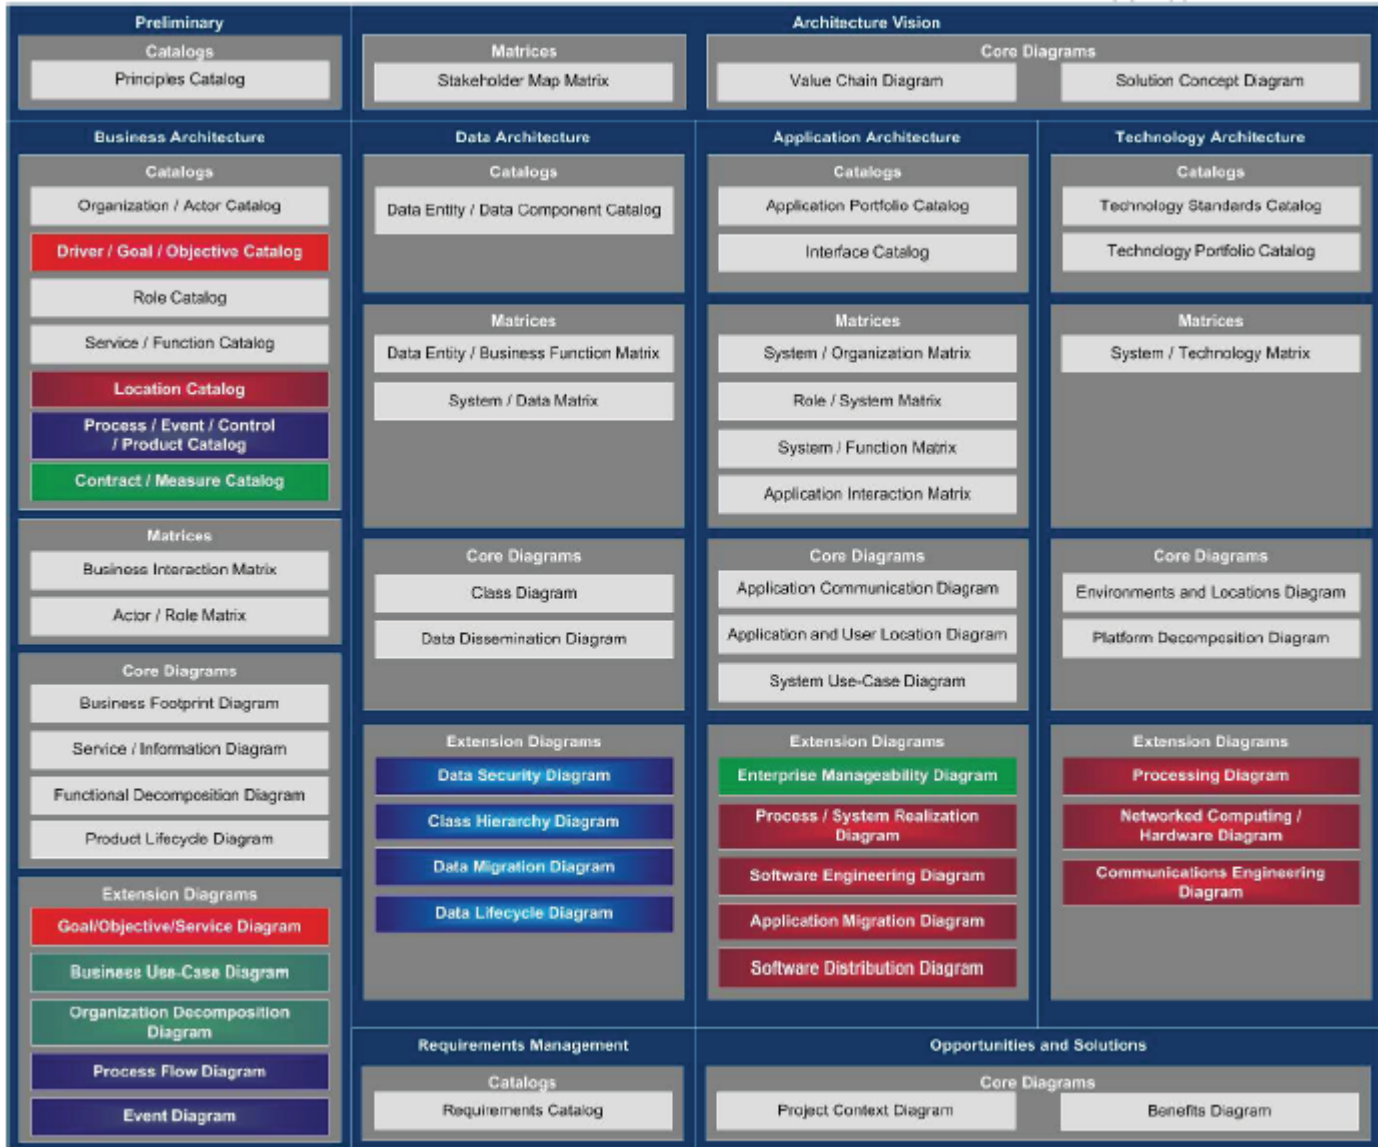 Preliminary
Catalogs
Principles Catalog
Architecture Vision
Matrices
Stakeholder Map Matrix
Core Diagrams
Value Chain Diagram
Solution Concept Diagram
Business Architecture
Catalogs
Organization / Actor Catalog
Driver / Goal / Objective Catalog
Role Catalog
Service / Function Catalog
Location Catalog
Process / Event / Control
/ Product Catalog
Contract / Measure Catalog
Matrices
Business Interaction Matrix
Actor / Role Matrix
Core Diagrams
Business Footprint Diagram
Service / Information Diagram
Functional Decomposition Diagram
Product Lifecycle Diagram
Extension Diagrams
Goal/Objective/Service Diagram
Business Use-Case Diagram
Organization Decomposition
Diagram
Process Flow Diagram
Event Diagram
Data Architecture
Catalogs
Data Entity / Data Component Catalog
Matrices
Data Entity / Business Function Matrix
System / Data Matrix
Core Diagrams
Class Diagram
Data Dissemination Diagram
Extension Diagrams
Data Security Diagram
Class Hierarchy Diagram
Data Migration Diagram
Data Lifecycle Diagram
Application Architecture
Catalogs
Application Portfolio Catalog
Interface Catalog
Matrices
System / Organization Matrix
Role / System Matrix
System / Function Matrix
Application Interaction Matrix
Core Diagrams
Application Communication Diagram
Application and User Location Diagram
System Use-Case Diagram
Extension Diagrams
Enterprise Manageability Diagram
Process / System Realization
Diagram
Software Engineering Diagram
Application Migration Diagram
Software Distribution Diagram
Technology Architecture
Catalogs
Technology Standards Catalog
Technology Portfolio Catalog
Matrices
System / Technology Matrix
Core Diagrams
Environments and Locations Diagram
Platform Decomposition Diagram
Extension Diagrams
Processing Diagram
Networked Computing /
Hardware Diagram
Communications Engineering
Diagram
Requirements Management
Catalogs
Requirements Catalog
Opportunities and Solutions
Core Diagrams
Project Context Diagram
Benefits Diagram